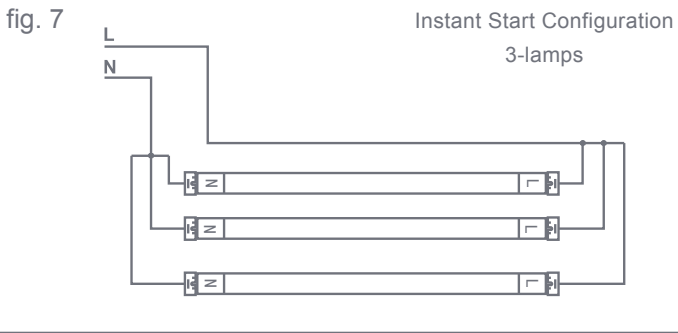 fig. 7
Instant Start Configuration
3-lamps
L
N
N L
N L
N L